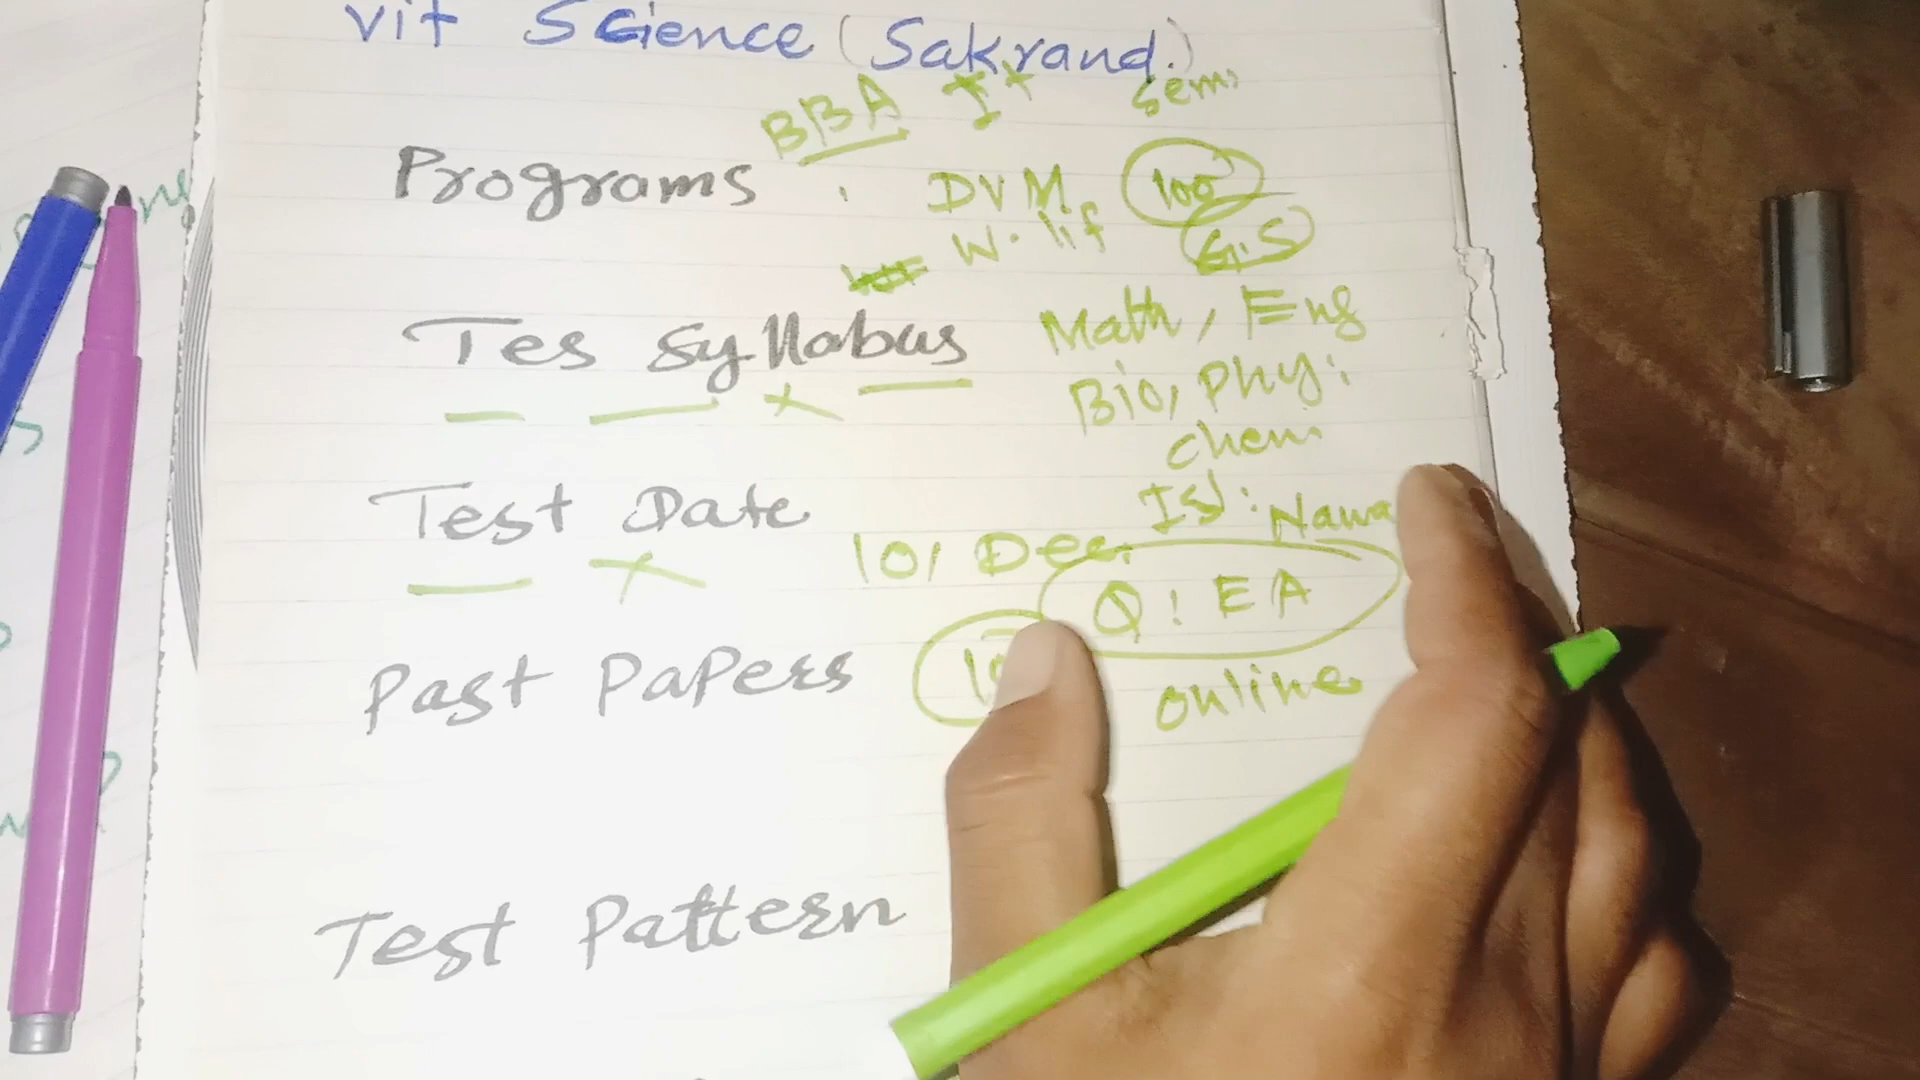 vit Science (Sakrand.)
BBA IT Semi
Programs : DVM, 100
W. lif G.S
Tes Syllabus Math, Eng
Bio, Phy:
chem:
Test Date 10, Dec. Isl: Nawa
Q: E A
Past Papers online
Test Pattern